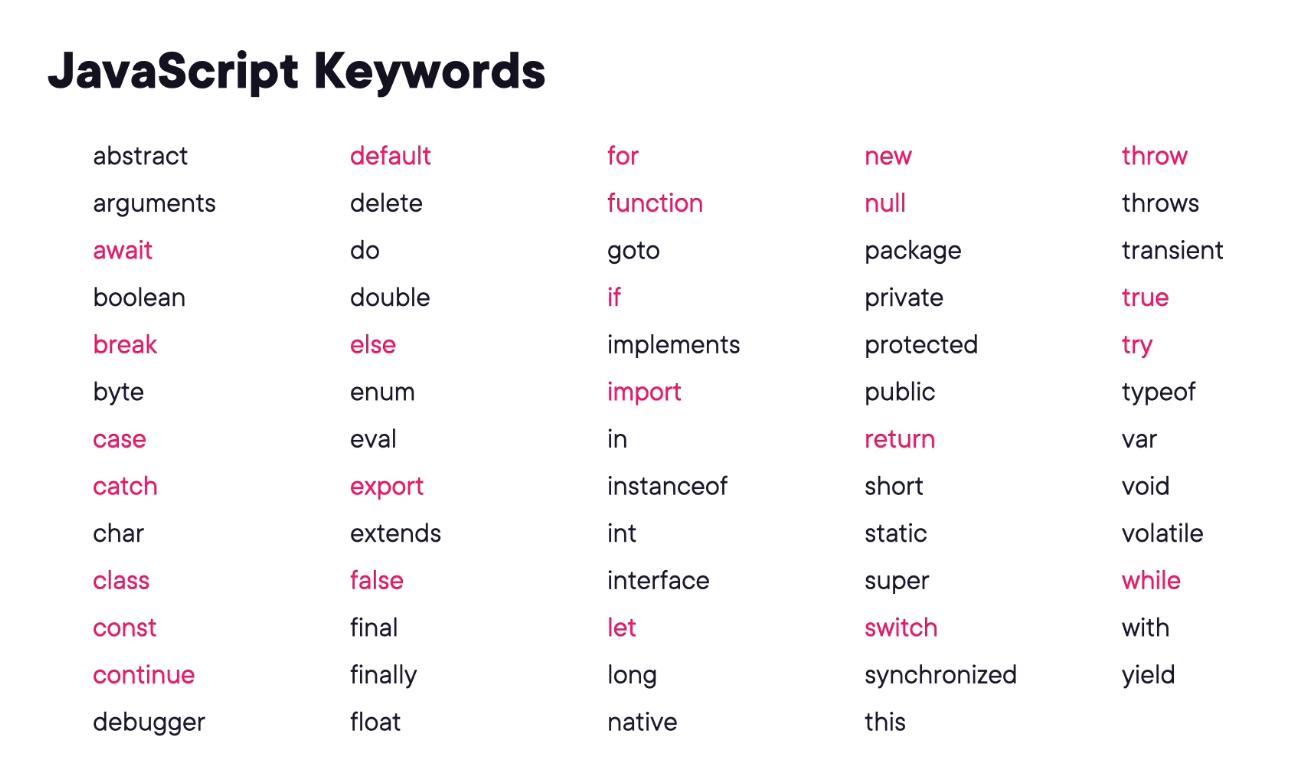 JavaScript Keywords
abstract default for new throw
arguments delete function null throws
await do goto package transient
boolean double if private true
break else implements protected try
byte enum import public typeof
case eval in return var
catch export instanceof short void
char extends int static volatile
class false interface super while
const final let switch with
continue finally long synchronized yield
debugger float native this